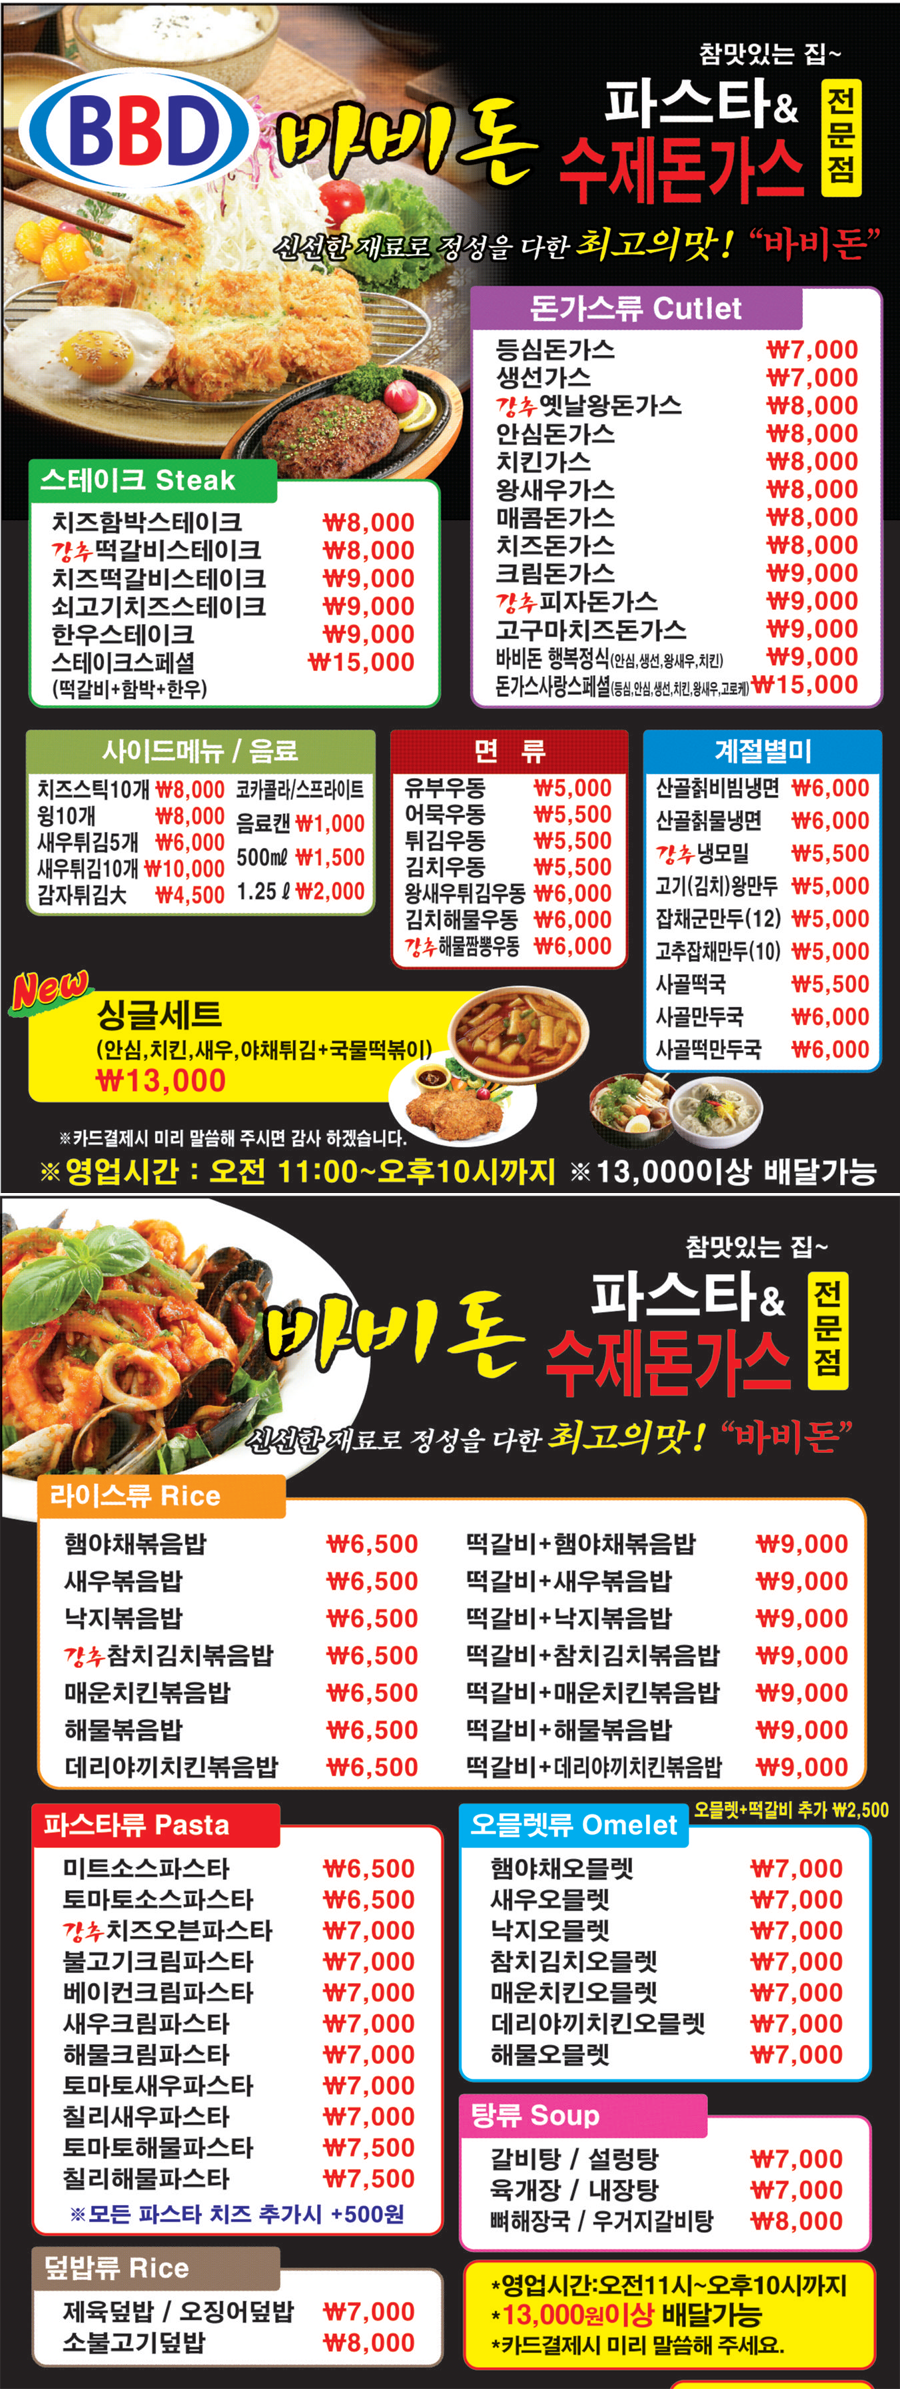 참맛있는 집~
BBD
바비돈
파스타&
수제돈가스
전문점
신선한 재료로 정성을 다한 최고의맛! “바비돈”
돈가스류 Cutlet
등심돈가스 ₩7,000
생선가스 ₩7,000
강추 옛날왕돈가스 ₩8,000
안심돈가스 ₩8,000
치킨가스 ₩8,000
왕새우가스 ₩8,000
매콤돈가스 ₩8,000
치즈돈가스 ₩8,000
크림돈가스 ₩9,000
강추 피자돈가스 ₩9,000
고구마치즈돈가스 ₩9,000
바비돈 행복정식(안심,생선,왕새우,치킨) ₩9,000
돈가스사랑스페셜(등심,안심,생선,치킨,왕새우,고로케) ₩15,000
스테이크 Steak
치즈함박스테이크 ₩8,000
강추 떡갈비스테이크 ₩8,000
치즈떡갈비스테이크 ₩9,000
쇠고기치즈스테이크 ₩9,000
한우스테이크 ₩9,000
스테이크스페셜 ₩15,000
(떡갈비+함박+한우)
사이드메뉴 / 음료
치즈스틱10개 ₩8,000
윙10개 ₩8,000
새우튀김5개 ₩6,000
새우튀김10개 ₩10,000
감자튀김大 ₩4,500
코카콜라/스프라이트
음료캔 ₩1,000
500㎖ ₩1,500
1.25 ℓ ₩2,000
면 류
유부우동 ₩5,000
어묵우동 ₩5,500
튀김우동 ₩5,500
김치우동 ₩5,500
왕새우튀김우동 ₩6,000
김치해물우동 ₩6,000
강추 해물짬뽕우동 ₩6,000
계절별미
산골칡비빔냉면 ₩6,000
산골칡물냉면 ₩6,000
강추 냉모밀 ₩5,500
고기(김치)왕만두 ₩5,000
잡채군만두(12) ₩5,000
고추잡채만두(10) ₩5,000
사골떡국 ₩5,500
사골만두국 ₩6,000
사골떡만두국 ₩6,000
New
싱글세트
(안심,치킨,새우,야채튀김+국물떡볶이)
₩13,000
※카드결제시 미리 말씀해 주시면 감사 하겠습니다.
※영업시간 : 오전 11:00~오후10시까지 ※13,0000이상 배달가능
참맛있는 집~
바비돈
파스타&
수제돈가스
전문점
신선한 재료로 정성을 다한 최고의맛! “바비돈”
라이스류 Rice
햄야채볶음밥 ₩6,500 떡갈비+햄야채볶음밥 ₩9,000
새우볶음밥 ₩6,500 떡갈비+새우볶음밥 ₩9,000
낙지볶음밥 ₩6,500 떡갈비+낙지볶음밥 ₩9,000
강추 참치김치볶음밥 ₩6,500 떡갈비+참치김치볶음밥 ₩9,000
매운치킨볶음밥 ₩6,500 떡갈비+매운치킨볶음밥 ₩9,000
해물볶음밥 ₩6,500 떡갈비+해물볶음밥 ₩9,000
데리야끼치킨볶음밥 ₩6,500 떡갈비+데리야끼치킨볶음밥 ₩9,000
파스타류 Pasta
미트소스파스타 ₩6,500
토마토소스파스타 ₩6,500
강추 치즈오븐파스타 ₩7,000
불고기크림파스타 ₩7,000
베이컨크림파스타 ₩7,000
새우크림파스타 ₩7,000
해물크림파스타 ₩7,000
토마토새우파스타 ₩7,000
칠리새우파스타 ₩7,000
토마토해물파스타 ₩7,500
칠리해물파스타 ₩7,500
※모든 파스타 치즈 추가시 +500원
오믈렛류 Omelet
오믈렛+떡갈비 추가 ₩2,500
햄야채오믈렛 ₩7,000
새우오믈렛 ₩7,000
낙지오믈렛 ₩7,000
참치김치오믈렛 ₩7,000
매운치킨오믈렛 ₩7,000
데리야끼치킨오믈렛 ₩7,000
해물오믈렛 ₩7,000
탕류 Soup
갈비탕 / 설렁탕 ₩7,000
육개장 / 내장탕 ₩7,000
뼈해장국 / 우거지갈비탕 ₩8,000
덮밥류 Rice
제육덮밥 / 오징어덮밥 ₩7,000
소불고기덮밥 ₩8,000
*영업시간:오전11시~오후10시까지
*13,000원이상 배달가능
*카드결제시 미리 말씀해 주세요.